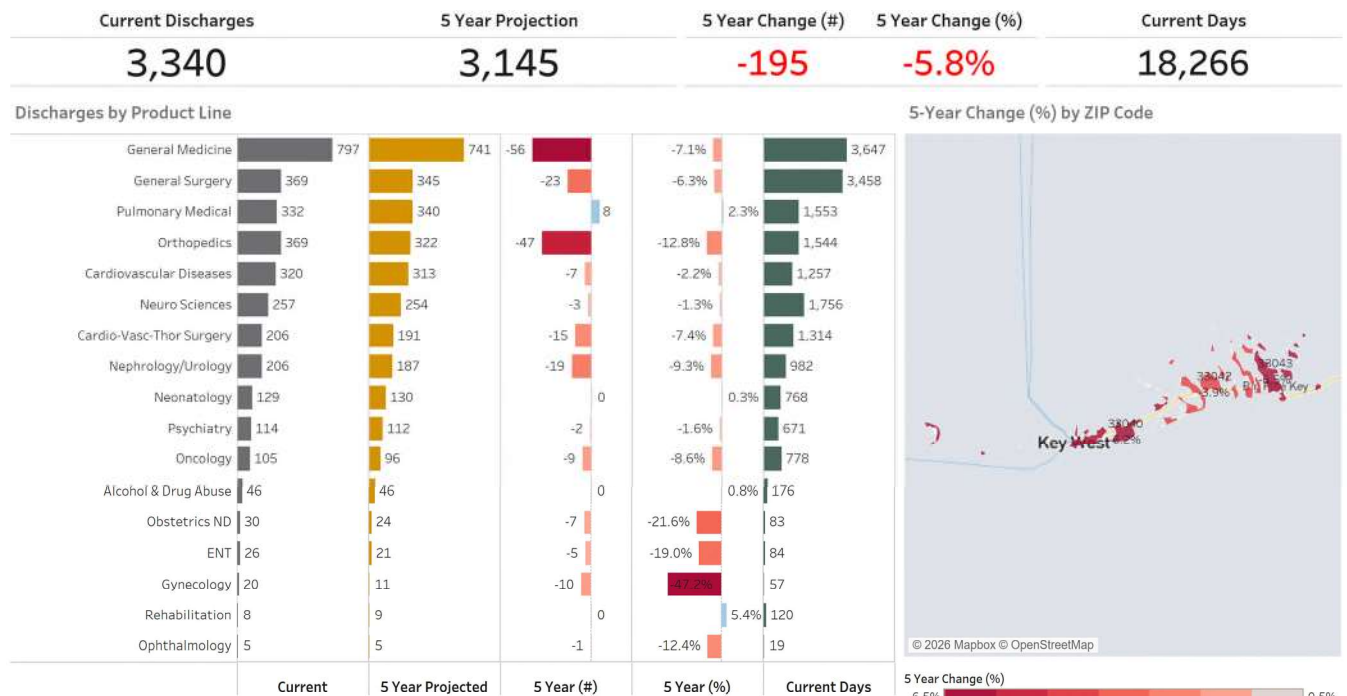 Current Discharges 5 Year Projection 5 Year Change (#) 5 Year Change (%) Current Days
3,340 3,145 -195 -5.8% 18,266
Discharges by Product Line 5-Year Change (%) by ZIP Code
General Medicine 797 741 -56 -7.1% 3,647
General Surgery 369 345 -23 -6.3% 3,458
Pulmonary Medical 332 340 8 2.3% 1,553
Orthopedics 369 322 -47 -12.8% 1,544
Cardiovascular Diseases 320 313 -7 -2.2% 1,257
Neuro Sciences 257 254 -3 -1.3% 1,756
Cardio-Vasc-Thor Surgery 206 191 -15 -7.4% 1,314
Nephrology/Urology 206 187 -19 -9.3% 982
Neonatology 129 130 0 0.3% 768
Psychiatry 114 112 -2 -1.6% 671
Oncology 105 96 -9 -8.6% 778
Alcohol & Drug Abuse 46 46 0 0.8% 176
Obstetrics ND 30 24 -7 -21.6% 83
ENT 26 21 -5 -19.0% 84
Gynecology 20 11 -10 -47.2% 57
Rehabilitation 8 9 0 5.4% 120
Ophthalmology 5 5 -1 -12.4% 19
Current 5 Year Projected 5 Year (#) 5 Year (%) Current Days
33043
33042
Key
-3.9%
33040
Key West
© 2026 Mapbox © OpenStreetMap
5 Year Change (%)
-6.5% 0.5%